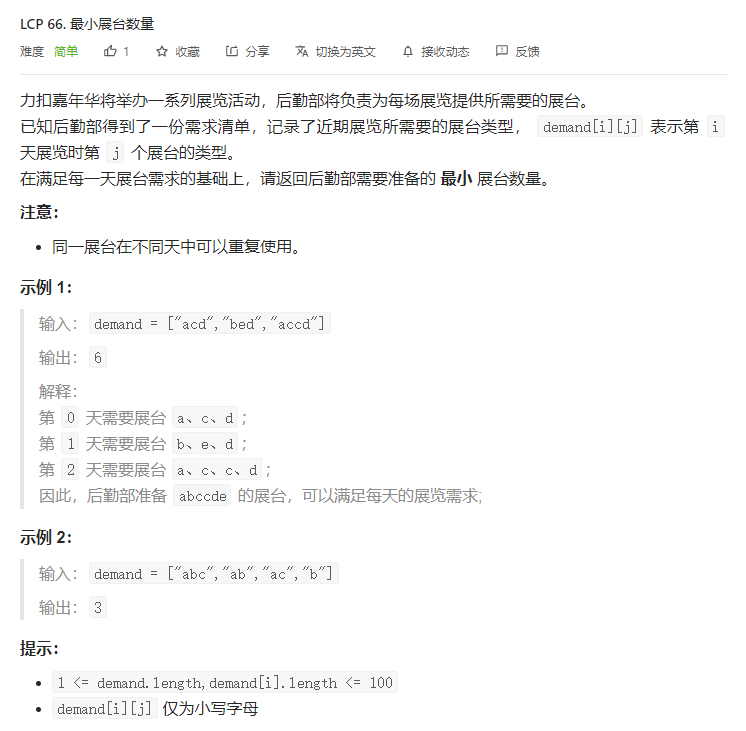 LCP 66. 最小展台数量
难度 简单 1 收藏 分享 切换为英文 接收动态 反馈
力扣嘉年华将举办一系列展览活动，后勤部将负责为每场展览提供所需要的展台。
已知后勤部得到了一份需求清单，记录了近期展览所需要的展台类型， demand[i][j] 表示第 i
天展览时第 j 个展台的类型。
在满足每一天展台需求的基础上，请返回后勤部需要准备的 最小 展台数量。
注意：
• 同一展台在不同天中可以重复使用。
示例 1：
输入： demand = ["acd","bed","accd"]
输出： 6
解释：
第 0 天需要展台 a、c、d；
第 1 天需要展台 b、e、d；
第 2 天需要展台 a、c、c、d；
因此，后勤部准备 abccde 的展台，可以满足每天的展览需求;
示例 2：
输入： demand = ["abc","ab","ac","b"]
输出： 3
提示：
• 1 <= demand.length,demand[i].length <= 100
• demand[i][j] 仅为小写字母